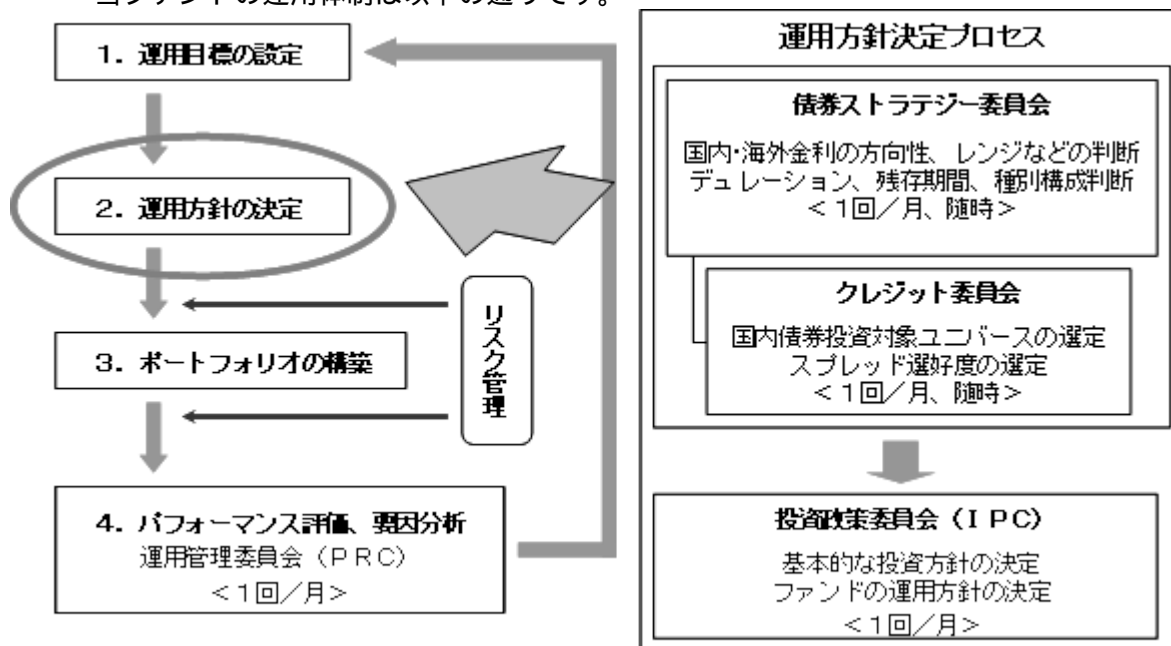 当ファンドの運用体制は以下の通りです。
1．運用目標の設定
2．運用方針の決定
リスク管理
3．ポートフォリオの構築
4．パフォーマンス評価、要因分析
運用管理委員会（ＰＲＣ）
＜１回／月＞
運用方針決定プロセス
債券ストラテジー委員会
国内・海外金利の方向性、レンジなどの判断
デュレーション、残存期間、種別構成判断
＜１回／月、随時＞
クレジット委員会
国内債券投資対象ユニバースの選定
スプレッド選好度の選定
＜１回／月、随時＞
投資政策委員会（ＩＰＣ）
基本的な投資方針の決定
ファンドの運用方針の決定
＜１回／月＞